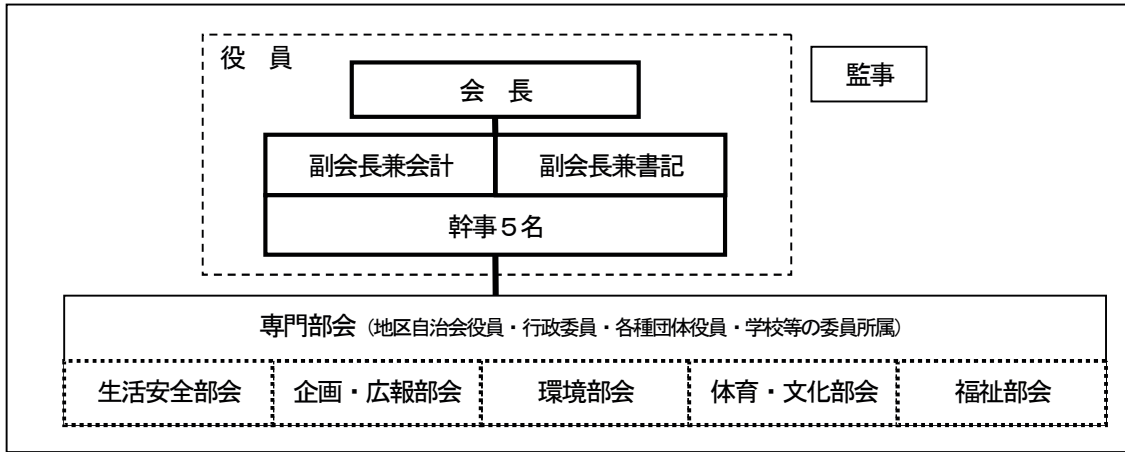 役　員
監事
会　長
副会長兼会計
副会長兼書記
幹事５名
専門部会（地区自治会役員・行政委員・各種団体役員・学校等の委員所属）
生活安全部会
企画・広報部会
環境部会
体育・文化部会
福祉部会